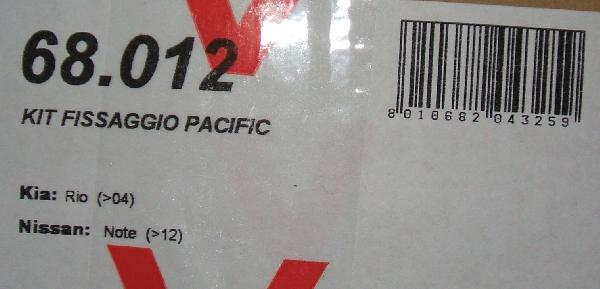 68.012
KIT FISSAGGIO PACIFIC
8 010682 043259
Kia: Rio (>04)
Nissan: Note (>12)